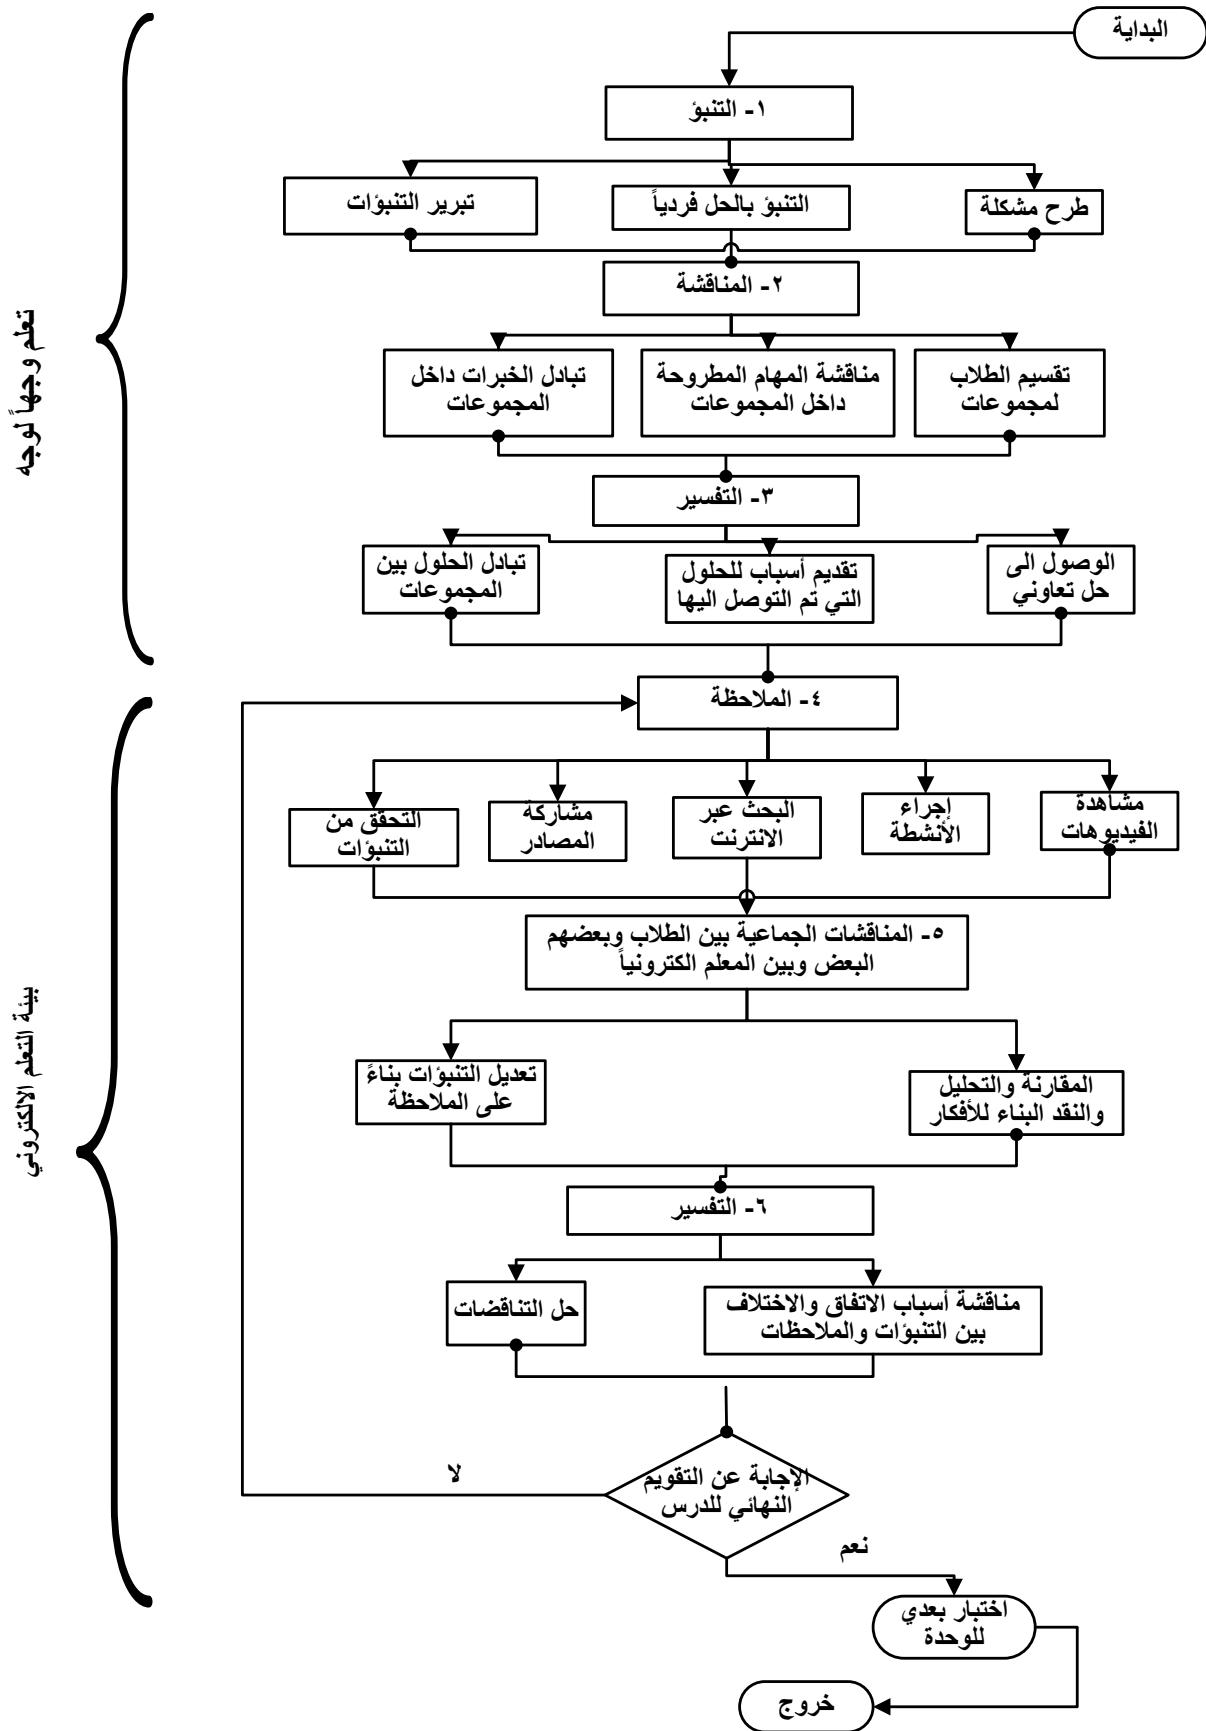 البداية
١- التنبؤ
طرح مشكلة
التنبؤ بالحل فردياً
تبرير التنبؤات
٢- المناقشة
تقسيم الطلاب
لمجموعات
مناقشة المهام المطروحة
داخل المجموعات
تبادل الخبرات داخل
المجموعات
٣- التفسير
الوصول الى
حل تعاوني
تقديم أسباب للحلول
التي تم التوصل اليها
تبادل الحلول بين
المجموعات
تعلم وجهاً لوجه
٤- الملاحظة
مشاهدة
الفيديوهات
إجراء
الأنشطة
البحث عبر
الانترنت
مشاركة
المصادر
التحقق من
التنبؤات
٥- المناقشات الجماعية بين الطلاب وبعضهم
البعض وبين المعلم الكترونياً
المقارنة والتحليل
والنقد البناء للأفكار
تعديل التنبؤات بناءً
على الملاحظة
٦- التفسير
مناقشة أسباب الاتفاق والاختلاف
بين التنبؤات والملاحظات
حل التناقضات
الإجابة عن التقويم
النهائي للدرس
لا
نعم
اختبار بعدي
للوحدة
خروج
بيئة التعلم الالكتروني